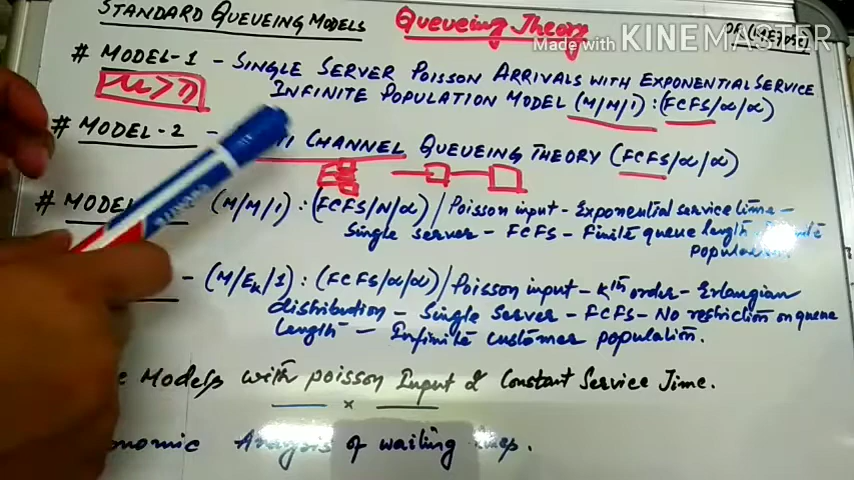 STANDARD QUEUEING MODELS Queueing Theory
Made with KINEMASTER
# MODEL-1 - SINGLE SERVER POISSON ARRIVALS WITH EXPONENTIAL SERVICE
μ>λ INFINITE POPULATION MODEL (M/M/1) : (FCFS/α/α)
# MODEL-2 - CHANNEL QUEUEING THEORY (FCFS/α/α)
# MODEL (M/M/1) : (FCFS/N/α) / Poisson input - Exponential service time -
Single server - FCFS - Finite queue length
population.
- (M/Ek/1) : (FCFS/α/α) / Poisson input - Kth order - Erlangian
distribution - Single Server - FCFS - No restriction on queue
length - Infinite customer population.
Models with poisson Input & Constant Service Time.
x
Analysis of waiting